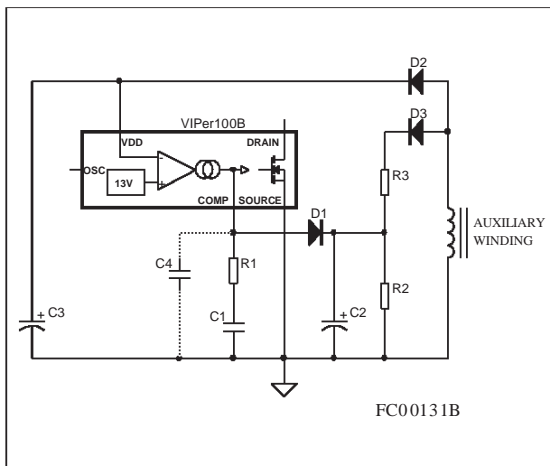 D2
D3
VIPer100B
VDD
DRAIN
OSC
-
13V
+
COMP SOURCE
R3
D1
AUXILIARY
WINDING
C4
R1
R2
C3
+
C1
+
C2
FC00131B